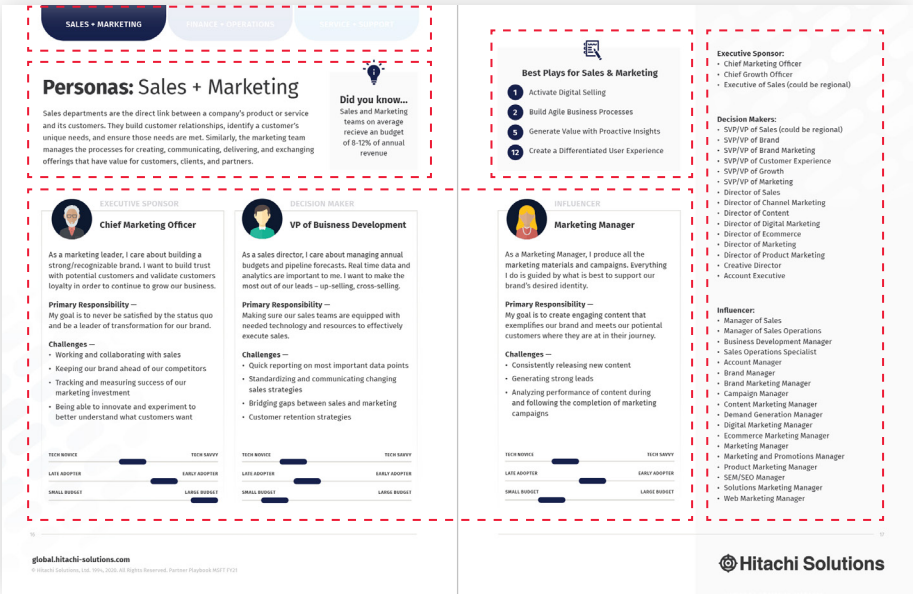 SALES + MARKETING
FINANCE + OPERATIONS
SERVICE + SUPPORT
Personas: Sales + Marketing
Sales departments are the direct link between a company's product or service
and its customers. They build customer relationships, identify a customer's
unique needs, and ensure those needs are met. Similarly, the marketing team
manages the processes for creating, communicating, delivering, and exchanging
offerings that have value for customers, clients, and partners.
Did you know...
Sales and Marketing
teams on average
recieve an budget
of 8-12% of annual
revenue
Best Plays for Sales & Marketing
1 Activate Digital Selling
2 Build Agile Business Processes
5 Generate Value with Proactive Insights
12 Create a Differentiated User Experience
EXECUTIVE SPONSOR
Chief Marketing Officer
As a marketing leader, I care about building a
strong/recognizable brand. I want to build trust
with potential customers and validate customers
loyalty in order to continue to grow our business.
Primary Responsibility —
My goal is to never be satisfied by the status quo
and be a leader of transformation for our brand.
Challenges —
• Working and collaborating with sales
• Keeping our brand ahead of our competitors
• Tracking and measuring success of our
marketing investment
• Being able to innovate and experiment to
better understand what customers want
TECH NOVICE TECH SAVVY
LATE ADOPTER EARLY ADOPTER
SMALL BUDGET LARGE BUDGET
DECISION MAKER
VP of Buisness Development
As a sales director, I care about managing annual
budgets and pipeline forecasts. Real time data and
analytics are important to me. I want to make the
most out of our leads – up-selling, cross-selling.
Primary Responsibility —
Making sure our sales teams are equipped with
needed technology and resources to effectively
execute sales.
Challenges —
• Quick reporting on most important data points
• Standardizing and communicating changing
sales strategies
• Bridging gaps between sales and marketing
• Customer retention strategies
TECH NOVICE TECH SAVVY
LATE ADOPTER EARLY ADOPTER
SMALL BUDGET LARGE BUDGET
INFLUENCER
Marketing Manager
As a Marketing Manager, I produce all the
marketing materials and campaigns. Everything
I do is guided by what is best to support our
brand's desired identity.
Primary Responsibility —
My goal is to create engaging content that
exemplifies our brand and meets our potiental
customers where they are at in their journey.
Challenges —
• Consistently releasing new content
• Generating strong leads
• Analyzing performance of content during
and following the completion of marketing
campaigns
TECH NOVICE TECH SAVVY
LATE ADOPTER EARLY ADOPTER
SMALL BUDGET LARGE BUDGET
Executive Sponsor:
• Chief Marketing Officer
• Chief Growth Officer
• Executive of Sales (could be regional)
Decision Makers:
• SVP/VP of Sales (could be regional)
• SVP/VP of Brand
• SVP/VP of Brand Marketing
• SVP/VP of Customer Experience
• SVP/VP of Growth
• SVP/VP of Marketing
• Director of Sales
• Director of Channel Marketing
• Director of Content
• Director of Digital Marketing
• Director of Ecommerce
• Director of Marketing
• Director of Product Marketing
• Creative Director
• Account Executive
Influencer:
• Manager of Sales
• Manager of Sales Operations
• Business Development Manager
• Sales Operations Specialist
• Account Manager
• Brand Manager
• Brand Marketing Manager
• Campaign Manager
• Content Marketing Manager
• Demand Generation Manager
• Digital Marketing Manager
• Ecommerce Marketing Manager
• Marketing Manager
• Marketing and Promotions Manager
• Product Marketing Manager
• SEM/SEO Manager
• Solutions Marketing Manager
• Web Marketing Manager
global.hitachi-solutions.com
© Hitachi Solutions, Ltd. 1994, 2020. All Rights Reserved. Partner Playbook MSFT FY21
Hitachi Solutions